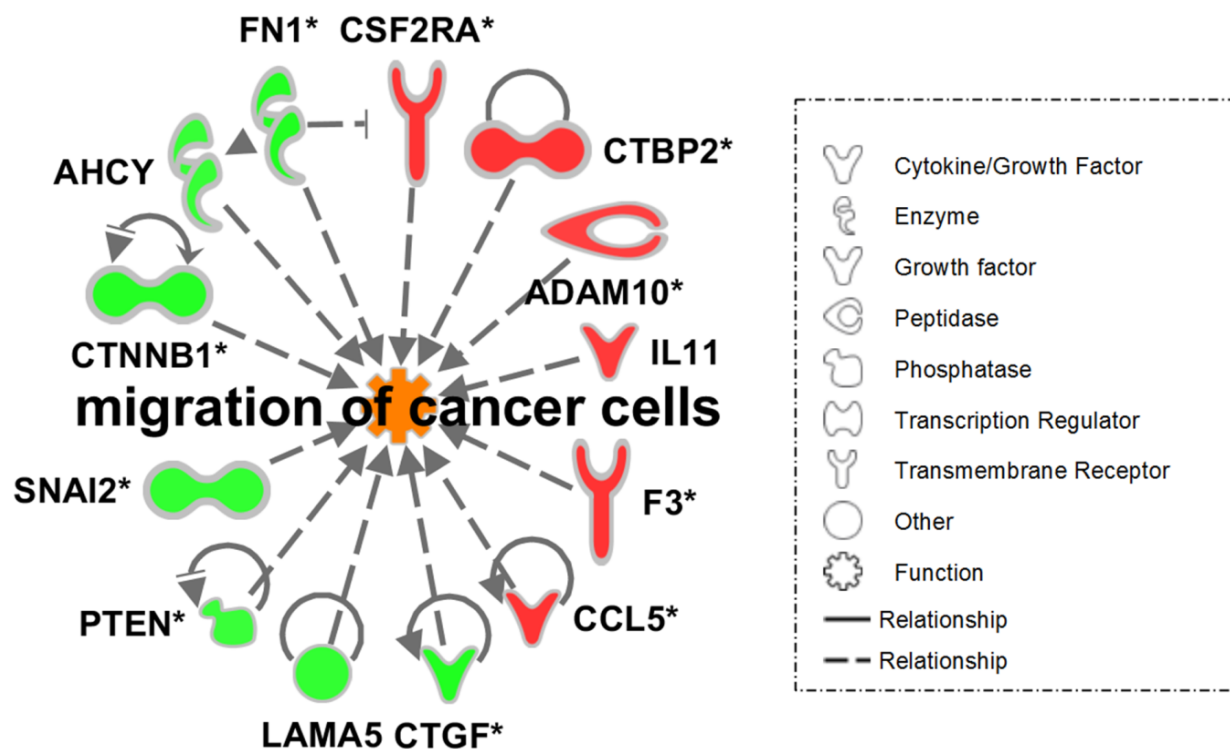 FN1* CSF2RA*
CTBP2*
AHCY
ADAM10*
CTNNB1*
IL11
migration of cancer cells
SNAI2*
F3*
PTEN*
CCL5*
LAMA5 CTGF*
Cytokine/Growth Factor
Enzyme
Growth factor
Peptidase
Phosphatase
Transcription Regulator
Transmembrane Receptor
Other
Function
Relationship
Relationship